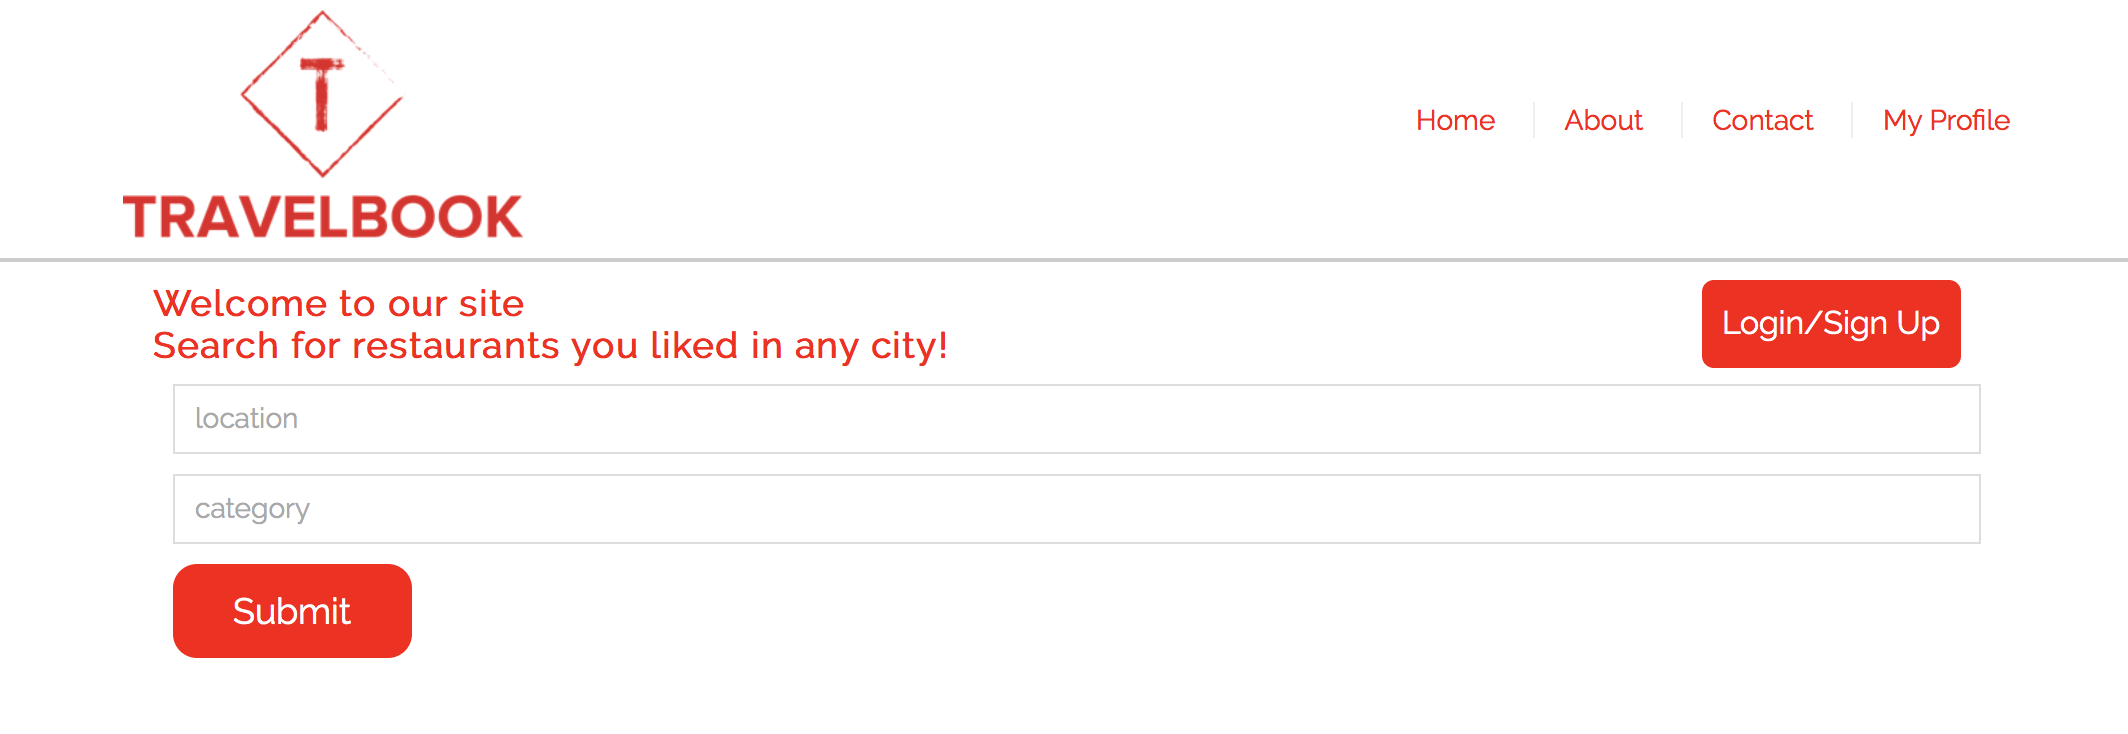 T
TRAVELBOOK
Home About Contact My Profile
Welcome to our site
Search for restaurants you liked in any city!
Login/Sign Up
location
category
Submit